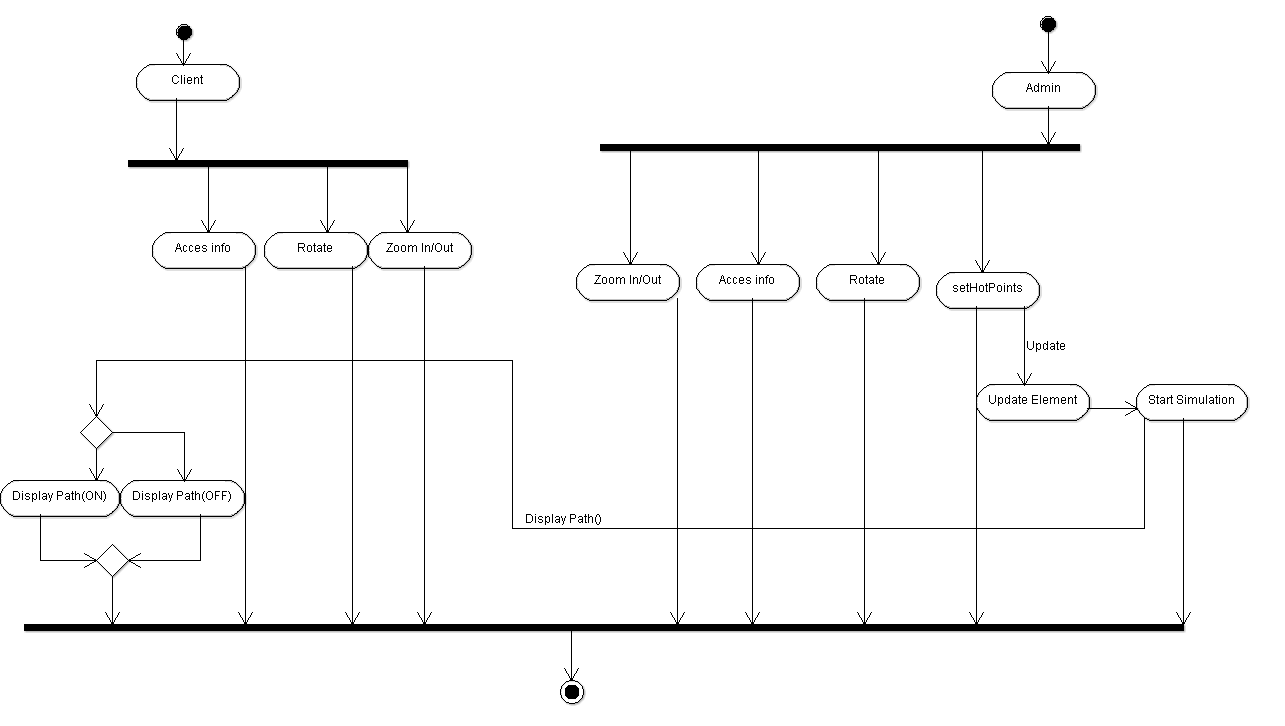 Client
Admin
Acces info
Rotate
Zoom In/Out
Zoom In/Out
Acces info
Rotate
setHotPoints
Update
Update Element
Start Simulation
Display Path(ON)
Display Path(OFF)
Display Path()